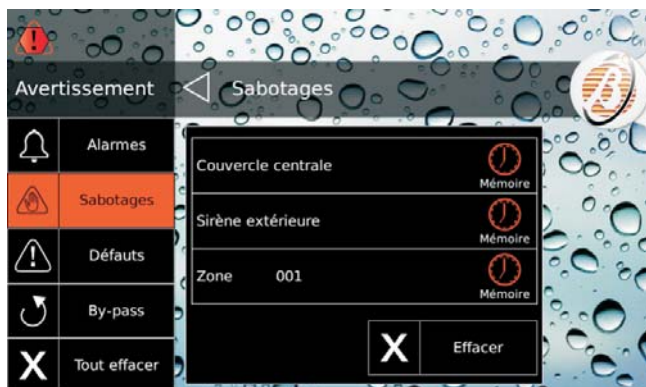 Avertissement
Sabotages
Alarmes
Sabotages
Défauts
By-pass
Tout effacer
Couvercle centrale
Mémoire
Sirène extérieure
Mémoire
Zone 001
Mémoire
X Effacer